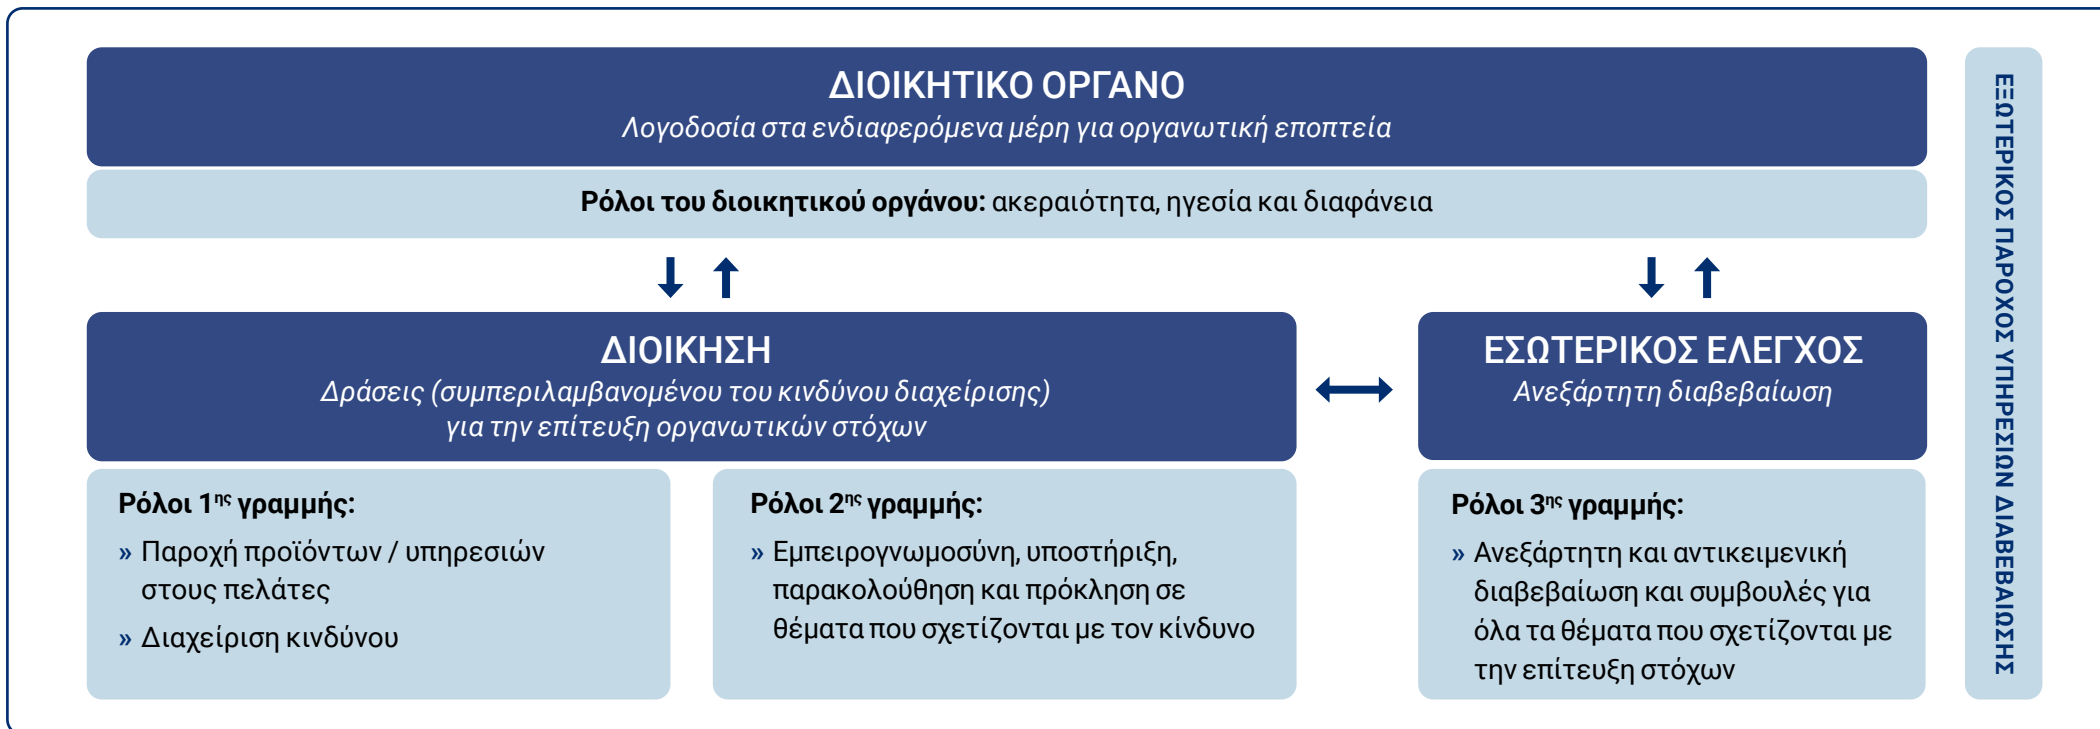 ΔΙΟΙΚΗΤΙΚΟ ΟΡΓΑΝΟ
Λογοδοσία στα ενδιαφερόμενα μέρη για οργανωτική εποπτεία
Ρόλοι του διοικητικού οργάνου: ακεραιότητα, ηγεσία και διαφάνεια
ΔΙΟΙΚΗΣΗ
Δράσεις (συμπεριλαμβανομένου του κινδύνου διαχείρισης)
για την επίτευξη οργανωτικών στόχων
ΕΣΩΤΕΡΙΚΟΣ ΕΛΕΓΧΟΣ
Ανεξάρτητη διαβεβαίωση
Ρόλοι 1ης γραμμής:
» Παροχή προϊόντων / υπηρεσιών
στους πελάτες
» Διαχείριση κινδύνου
Ρόλοι 2ης γραμμής:
» Εμπειρογνωμοσύνη, υποστήριξη,
παρακολούθηση και πρόκληση σε
θέματα που σχετίζονται με τον κίνδυνο
Ρόλοι 3ης γραμμής:
» Ανεξάρτητη και αντικειμενική
διαβεβαίωση και συμβουλές για
όλα τα θέματα που σχετίζονται με
την επίτευξη στόχων
ΕΞΩΤΕΡΙΚΟΣ ΠΑΡΟΧΟΣ ΥΠΗΡΕΣΙΩΝ ΔΙΑΒΕΒΑΙΩΣΗΣ